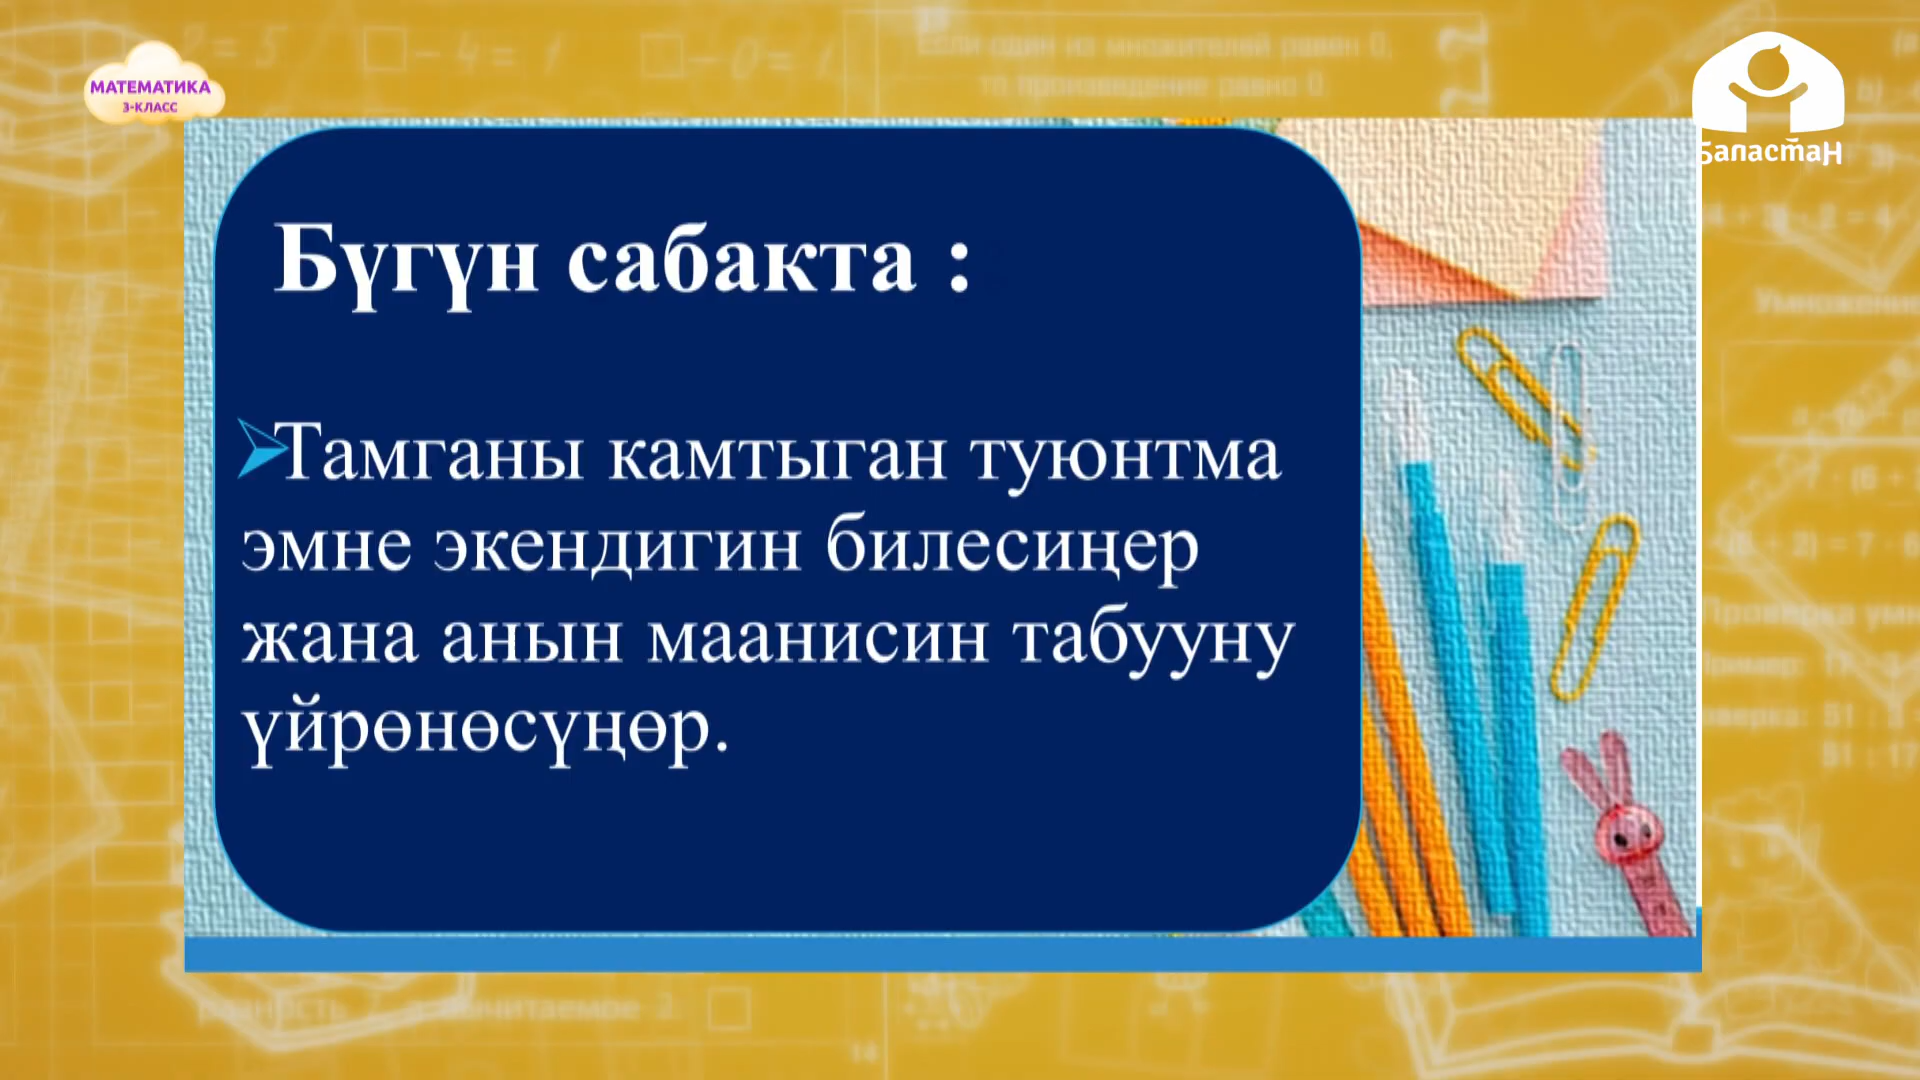 МАТЕМАТИКА
3-КЛАСС
баластан
Бүгүн сабакта :
Тамганы камтыган туюнтма
эмне экендигин билесиңер
жана анын маанисин табууну
үйрөнөсүңөр.